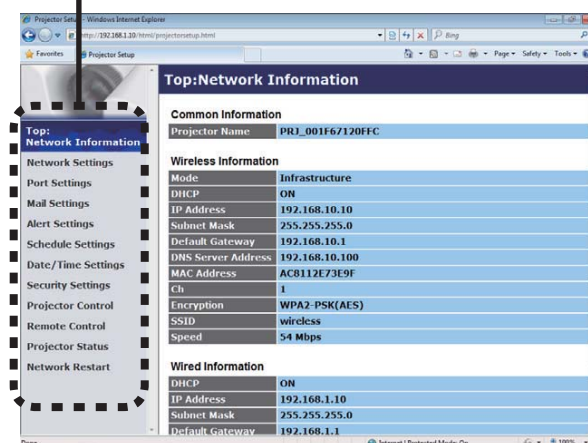 Projector Setup - Windows Internet Explorer
http://192.168.1.10/html/projectorsetup.html
Bing
Favorites Projector Setup Page Safety Tools
Top:Network Information
Top:
Network Information
Network Settings
Port Settings
Mail Settings
Alert Settings
Schedule Settings
Date/Time Settings
Security Settings
Projector Control
Remote Control
Projector Status
Network Restart
Common Information
Projector Name PRJ_001F67120FFC
Wireless Information
Mode Infrastructure
DHCP ON
IP Address 192.168.10.10
Subnet Mask 255.255.255.0
Default Gateway 192.168.10.1
DNS Server Address 192.168.10.100
MAC Address AC8112E73E9F
Ch 1
Encryption WPA2-PSK(AES)
SSID wireless
Speed 54 Mbps
Wired Information
DHCP ON
IP Address 192.168.1.10
Subnet Mask 255.255.255.0
Default Gateway 192.168.1.1
Done Internet | Protected Mode: On 100%